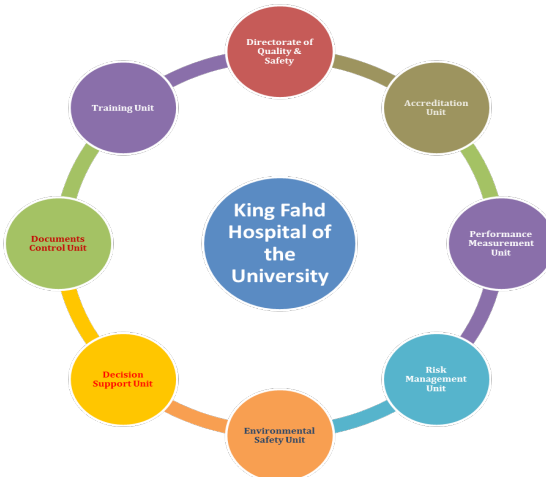 Directorate of
Quality &
Safety
Accreditation
Unit
Performance
Measurement
Unit
Risk
Management
Unit
Environmental
Safety Unit
Decision
Support Unit
Documents
Control Unit
Training Unit
King Fahd
Hospital of
the
University